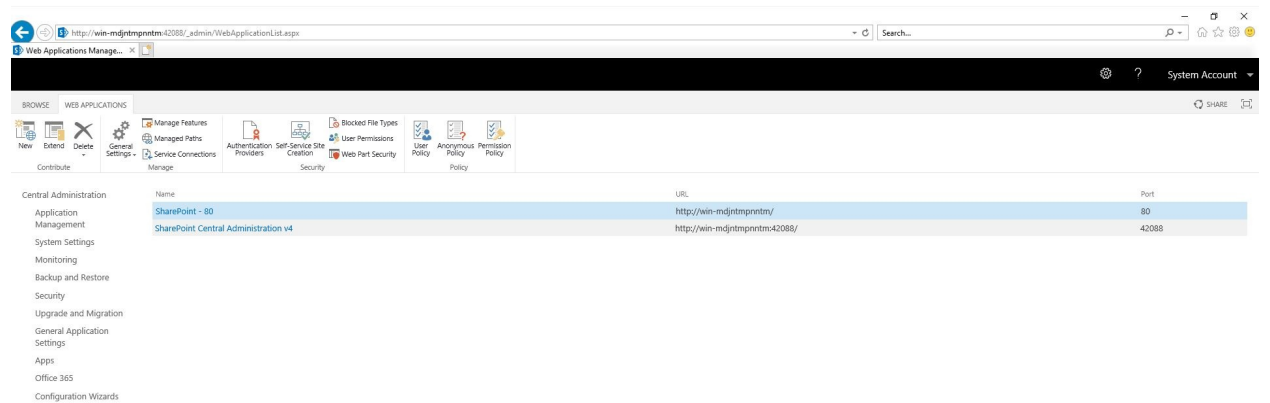 http://win-mdjntmpnntm:42088/_admin/WebApplicationList.aspx
Search...
Web Applications Manage...
System Account
BROWSE WEB APPLICATIONS
SHARE
New
Extend
Delete
General Settings
Manage Features
Managed Paths
Service Connections
Authentication Providers
Self-Service Site Creation
Blocked File Types
User Permissions
Web Part Security
User Policy
Anonymous Policy
Permission Policy
Contribute
Manage
Security
Policy
Central Administration
Application
Management
System Settings
Monitoring
Backup and Restore
Security
Upgrade and Migration
General Application
Settings
Apps
Office 365
Configuration Wizards
Name URL Port
SharePoint - 80 http://win-mdjntmpnntm/ 80
SharePoint Central Administration v4 http://win-mdjntmpnntm:42088/ 42088